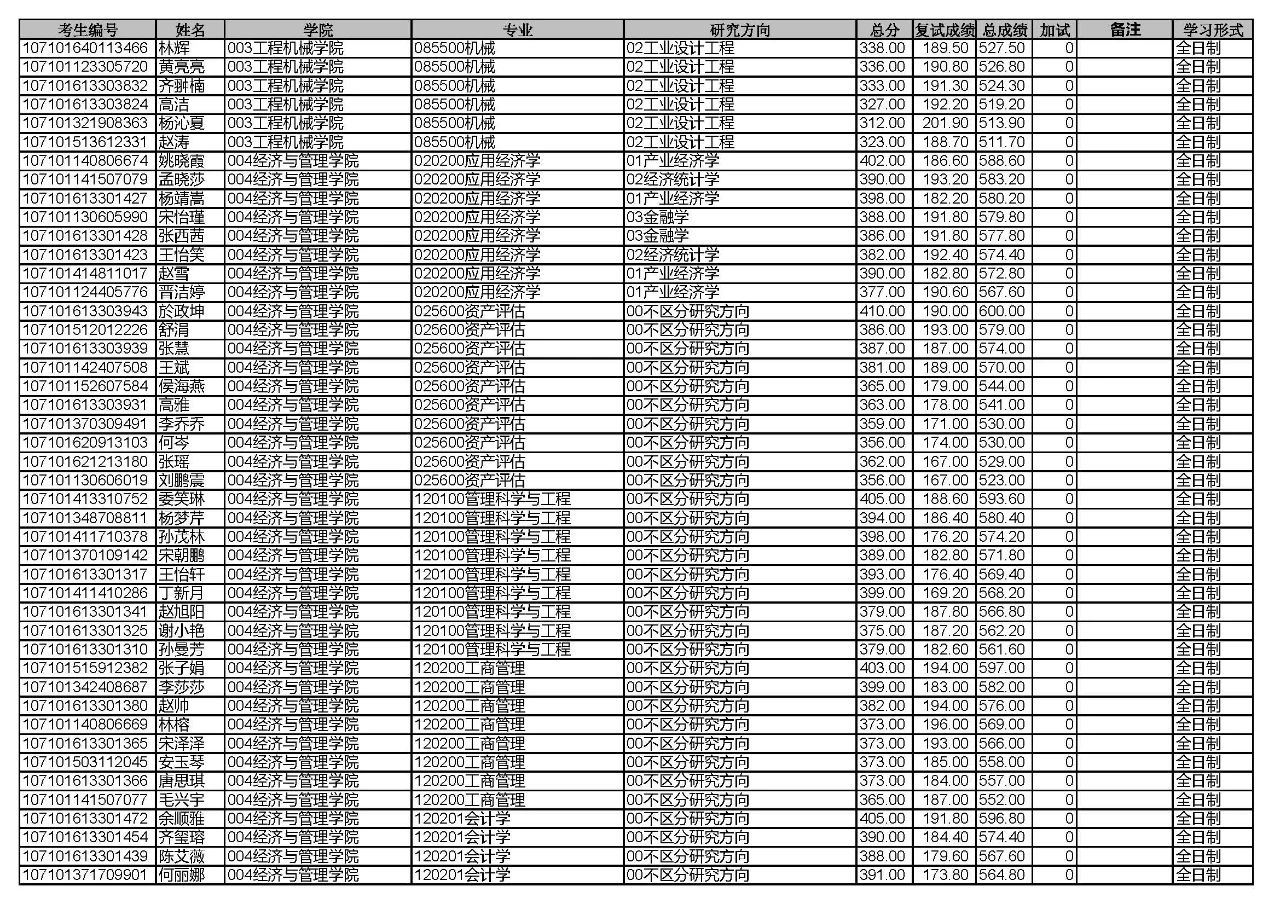 考生编号 姓名 学院 专业 研究方向 总分 复试成绩 总成绩 加试 备注 学习形式
107101640113466 林辉 003工程机械学院 085500机械 02工业设计工程 338.00 189.50 527.50 0 全日制
107101123305720 黄亮亮 003工程机械学院 085500机械 02工业设计工程 336.00 190.80 526.80 0 全日制
107101613303832 齐翀楠 003工程机械学院 085500机械 02工业设计工程 333.00 191.30 524.30 0 全日制
107101613303824 高洁 003工程机械学院 085500机械 02工业设计工程 327.00 192.20 519.20 0 全日制
107101321908363 杨沁夏 003工程机械学院 085500机械 02工业设计工程 312.00 201.90 513.90 0 全日制
107101513612331 赵涛 003工程机械学院 085500机械 02工业设计工程 323.00 188.70 511.70 0 全日制
107101140806674 姚晓霞 004经济与管理学院 020200应用经济学 01产业经济学 402.00 186.60 588.60 0 全日制
107101141507079 孟晓莎 004经济与管理学院 020200应用经济学 02经济统计学 390.00 193.20 583.20 0 全日制
107101613301427 杨靖嵩 004经济与管理学院 020200应用经济学 01产业经济学 398.00 182.20 580.20 0 全日制
107101130605990 宋怡瑾 004经济与管理学院 020200应用经济学 03金融学 388.00 191.80 579.80 0 全日制
107101613301428 张西茜 004经济与管理学院 020200应用经济学 03金融学 386.00 191.80 577.80 0 全日制
107101613301423 王怡笑 004经济与管理学院 020200应用经济学 02经济统计学 382.00 192.40 574.40 0 全日制
107101414811017 赵雪 004经济与管理学院 020200应用经济学 01产业经济学 390.00 182.80 572.80 0 全日制
107101124405776 晋洁婷 004经济与管理学院 020200应用经济学 01产业经济学 377.00 190.60 567.60 0 全日制
107101613303943 於政坤 004经济与管理学院 025600资产评估 00不区分研究方向 410.00 190.00 600.00 0 全日制
107101512012226 舒涓 004经济与管理学院 025600资产评估 00不区分研究方向 386.00 193.00 579.00 0 全日制
107101613303939 张慧 004经济与管理学院 025600资产评估 00不区分研究方向 387.00 187.00 574.00 0 全日制
107101142407508 王斌 004经济与管理学院 025600资产评估 00不区分研究方向 381.00 189.00 570.00 0 全日制
107101152607584 侯海燕 004经济与管理学院 025600资产评估 00不区分研究方向 365.00 179.00 544.00 0 全日制
107101613303931 高雅 004经济与管理学院 025600资产评估 00不区分研究方向 363.00 178.00 541.00 0 全日制
107101370309491 李乔乔 004经济与管理学院 025600资产评估 00不区分研究方向 359.00 171.00 530.00 0 全日制
107101620913103 何岑 004经济与管理学院 025600资产评估 00不区分研究方向 356.00 174.00 530.00 0 全日制
107101621213180 张瑶 004经济与管理学院 025600资产评估 00不区分研究方向 362.00 167.00 529.00 0 全日制
107101130606019 刘鹏震 004经济与管理学院 025600资产评估 00不区分研究方向 356.00 167.00 523.00 0 全日制
107101413310752 娄笑琳 004经济与管理学院 120100管理科学与工程 00不区分研究方向 405.00 188.60 593.60 0 全日制
107101348708811 杨梦芹 004经济与管理学院 120100管理科学与工程 00不区分研究方向 394.00 186.40 580.40 0 全日制
107101411710378 孙茂林 004经济与管理学院 120100管理科学与工程 00不区分研究方向 398.00 176.20 574.20 0 全日制
107101370109142 宋朝鹏 004经济与管理学院 120100管理科学与工程 00不区分研究方向 389.00 182.80 571.80 0 全日制
107101613301317 王怡轩 004经济与管理学院 120100管理科学与工程 00不区分研究方向 393.00 176.40 569.40 0 全日制
107101411410286 丁新月 004经济与管理学院 120100管理科学与工程 00不区分研究方向 399.00 169.20 568.20 0 全日制
107101613301341 赵旭阳 004经济与管理学院 120100管理科学与工程 00不区分研究方向 379.00 187.80 566.80 0 全日制
107101613301325 谢小艳 004经济与管理学院 120100管理科学与工程 00不区分研究方向 375.00 187.20 562.20 0 全日制
107101613301310 孙曼芳 004经济与管理学院 120100管理科学与工程 00不区分研究方向 379.00 182.60 561.60 0 全日制
107101515912382 张子娟 004经济与管理学院 120200工商管理 00不区分研究方向 403.00 194.00 597.00 0 全日制
107101342408687 李莎莎 004经济与管理学院 120200工商管理 00不区分研究方向 399.00 183.00 582.00 0 全日制
107101613301380 赵帅 004经济与管理学院 120200工商管理 00不区分研究方向 382.00 194.00 576.00 0 全日制
107101140806669 林榕 004经济与管理学院 120200工商管理 00不区分研究方向 373.00 196.00 569.00 0 全日制
107101613301365 宋泽泽 004经济与管理学院 120200工商管理 00不区分研究方向 373.00 193.00 566.00 0 全日制
107101503112045 安玉琴 004经济与管理学院 120200工商管理 00不区分研究方向 373.00 185.00 558.00 0 全日制
107101613301366 唐思琪 004经济与管理学院 120200工商管理 00不区分研究方向 373.00 184.00 557.00 0 全日制
107101141507077 毛兴宇 004经济与管理学院 120200工商管理 00不区分研究方向 365.00 187.00 552.00 0 全日制
107101613301472 余顺雅 004经济与管理学院 120201会计学 00不区分研究方向 405.00 191.80 596.80 0 全日制
107101613301454 齐玺瑢 004经济与管理学院 120201会计学 00不区分研究方向 390.00 184.40 574.40 0 全日制
107101613301439 陈艾薇 004经济与管理学院 120201会计学 00不区分研究方向 388.00 179.60 567.60 0 全日制
107101371709901 何丽娜 004经济与管理学院 120201会计学 00不区分研究方向 391.00 173.80 564.80 0 全日制